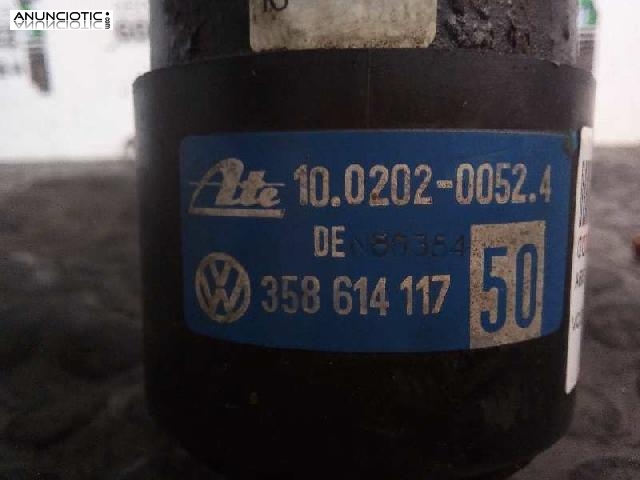 ANUNCIOTIC.com
Ate 10.0202-0052.4
DE
VW 358 614 117 50